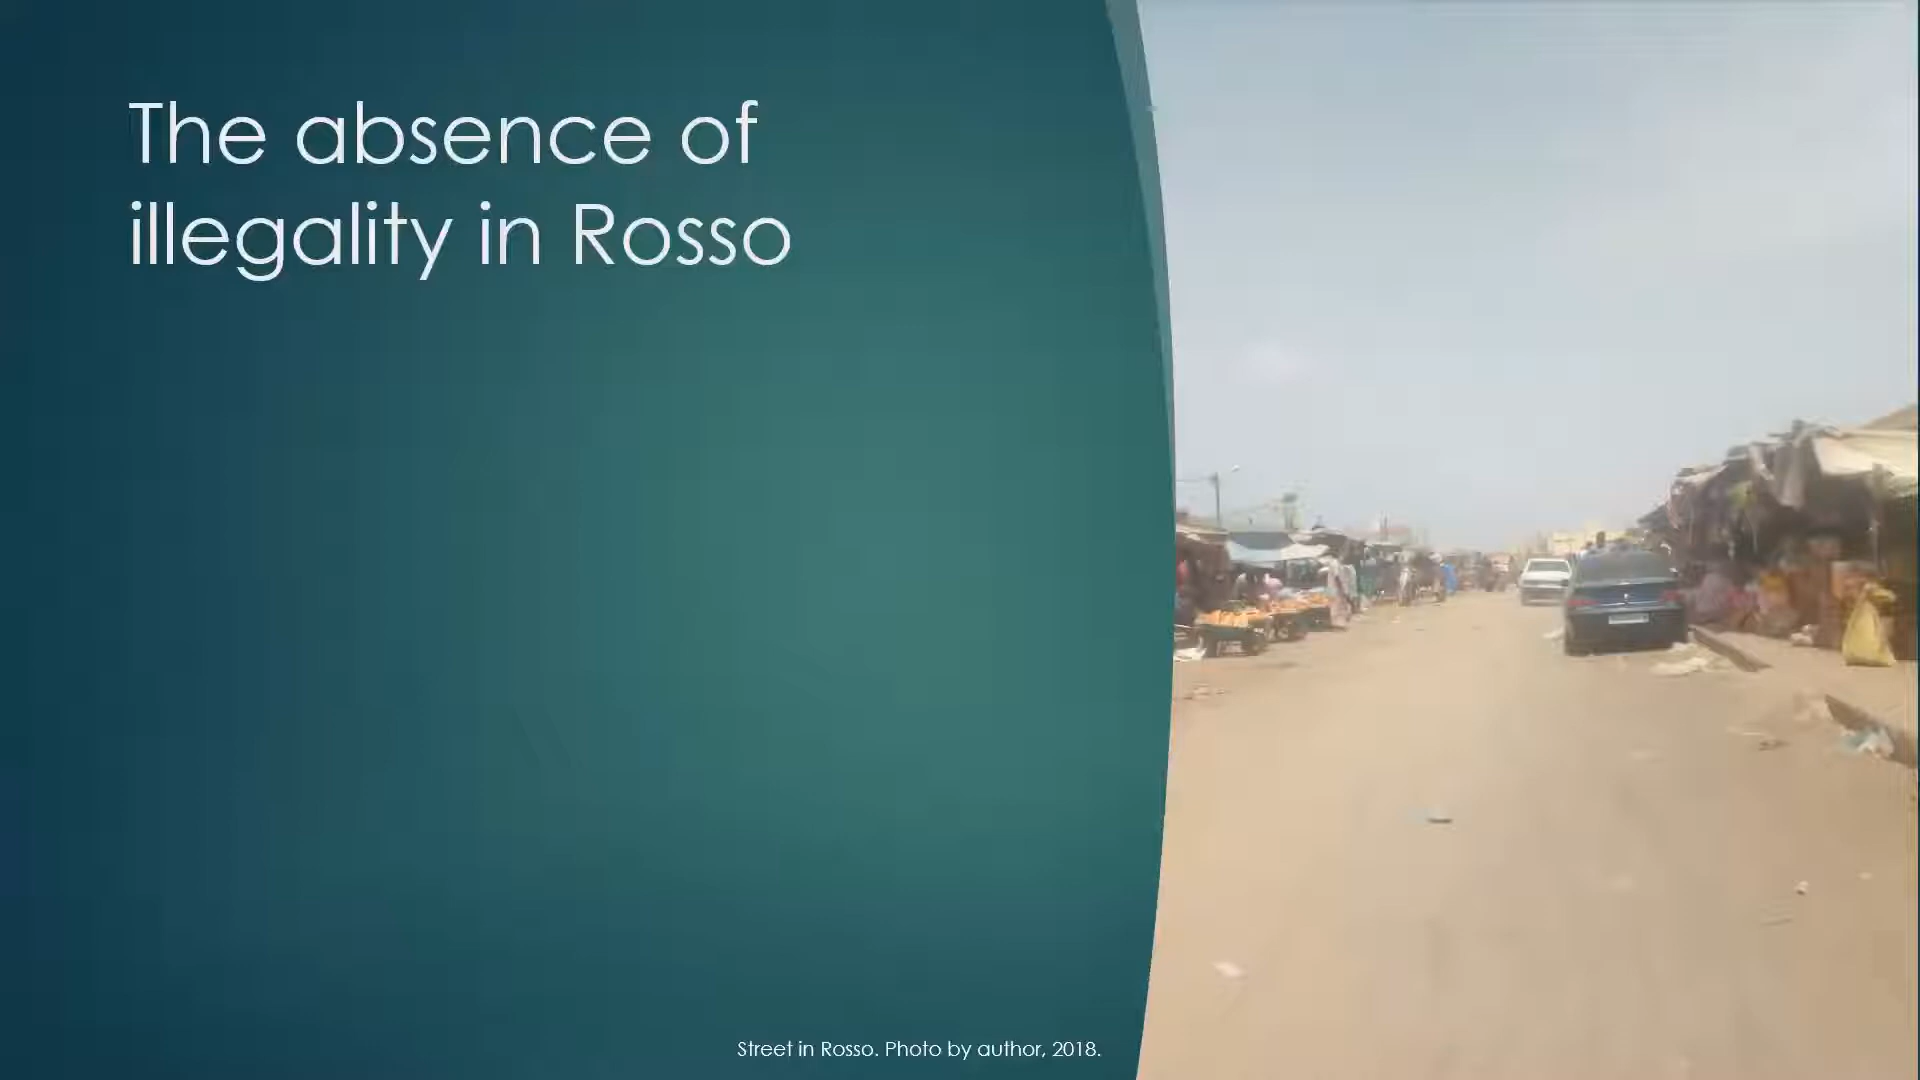 The absence of
illegality in Rosso
Street in Rosso. Photo by author, 2018.